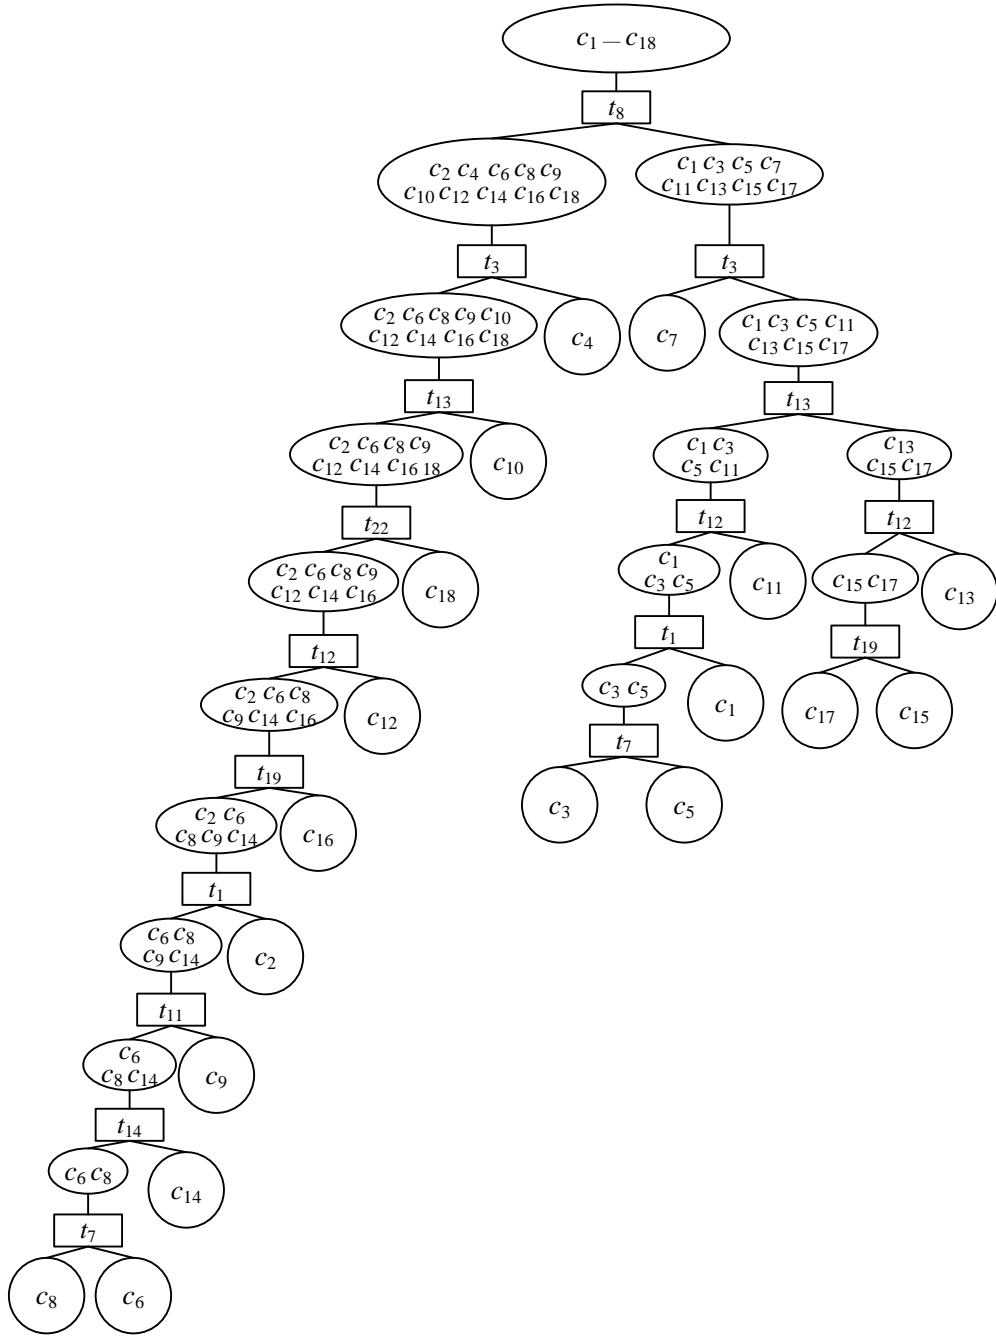 c₁ — c₁₈
t₈
c₂ c₄ c₆ c₈ c₉
c₁₀ c₁₂ c₁₄ c₁₆ c₁₈
c₁ c₃ c₅ c₇
c₁₁ c₁₃ c₁₅ c₁₇
t₃
t₃
c₂ c₆ c₈ c₉ c₁₀
c₁₂ c₁₄ c₁₆ c₁₈
c₄
c₇
c₁ c₃ c₅ c₁₁
c₁₃ c₁₅ c₁₇
t₁₃
t₁₃
c₂ c₆ c₈ c₉
c₁₂ c₁₄ c₁₆ ₁₈
c₁₀
c₁ c₃
c₅ c₁₁
c₁₃
c₁₅ c₁₇
t₂₂
t₁₂
t₁₂
c₂ c₆ c₈ c₉
c₁₂ c₁₄ c₁₆
c₁₈
c₁
c₃ c₅
c₁₁
c₁₅ c₁₇
c₁₃
t₁₂
t₁
t₁₉
c₂ c₆ c₈
c₉ c₁₄ c₁₆
c₁₂
c₃ c₅
c₁
c₁₇
c₁₅
t₁₉
t₇
c₂ c₆
c₈ c₉ c₁₄
c₁₆
c₃
c₅
t₁
c₆ c₈
c₉ c₁₄
c₂
t₁₁
c₆
c₈ c₁₄
c₉
t₁₄
c₆ c₈
c₁₄
t₇
c₈
c₆